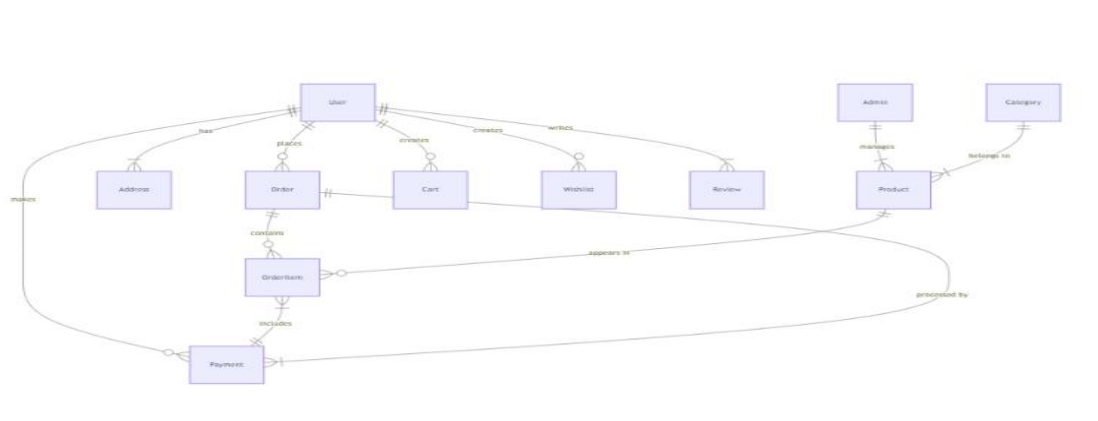 User
Admin
Category
has
places
creates
creates
writes
manages
belongs to
Address
Order
Cart
Wishlist
Review
Product
makes
contains
appears in
OrderItem
processed by
includes
Payment